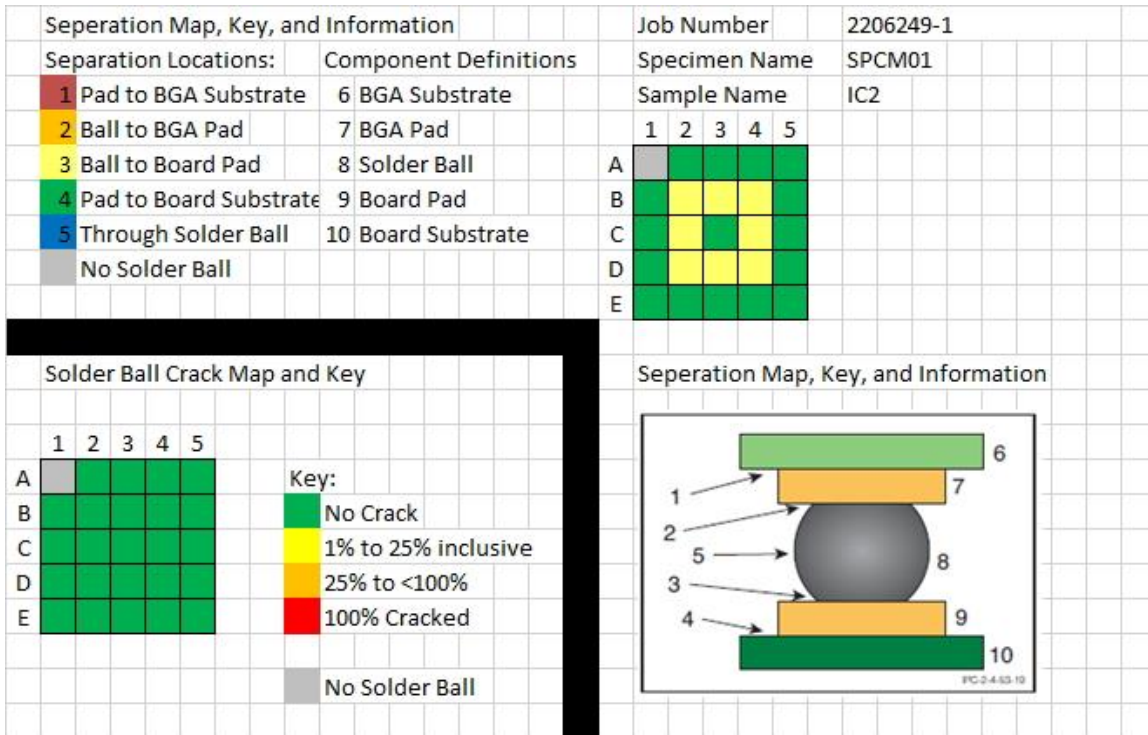 Seperation Map, Key, and Information
Separation Locations: Component Definitions
1 Pad to BGA Substrate 6 BGA Substrate
2 Ball to BGA Pad 7 BGA Pad
3 Ball to Board Pad 8 Solder Ball
4 Pad to Board Substrate 9 Board Pad
5 Through Solder Ball 10 Board Substrate
No Solder Ball
Job Number 2206249-1
Specimen Name SPCM01
Sample Name IC2
1 2 3 4 5
A
B
C
D
E
Solder Ball Crack Map and Key
1 2 3 4 5
A
B
C
D
E
Key:
No Crack
1% to 25% inclusive
25% to <100%
100% Cracked
No Solder Ball
Seperation Map, Key, and Information
6
1
7
2
5
8
3
4
9
10
IPC-2-4-53-19